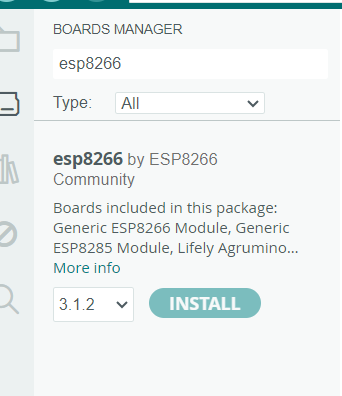 BOARDS MANAGER
esp8266
Type: All
esp8266 by ESP8266
Community
Boards included in this package:
Generic ESP8266 Module, Generic
ESP8285 Module, Lifely Agrumino...
More info
3.1.2 INSTALL